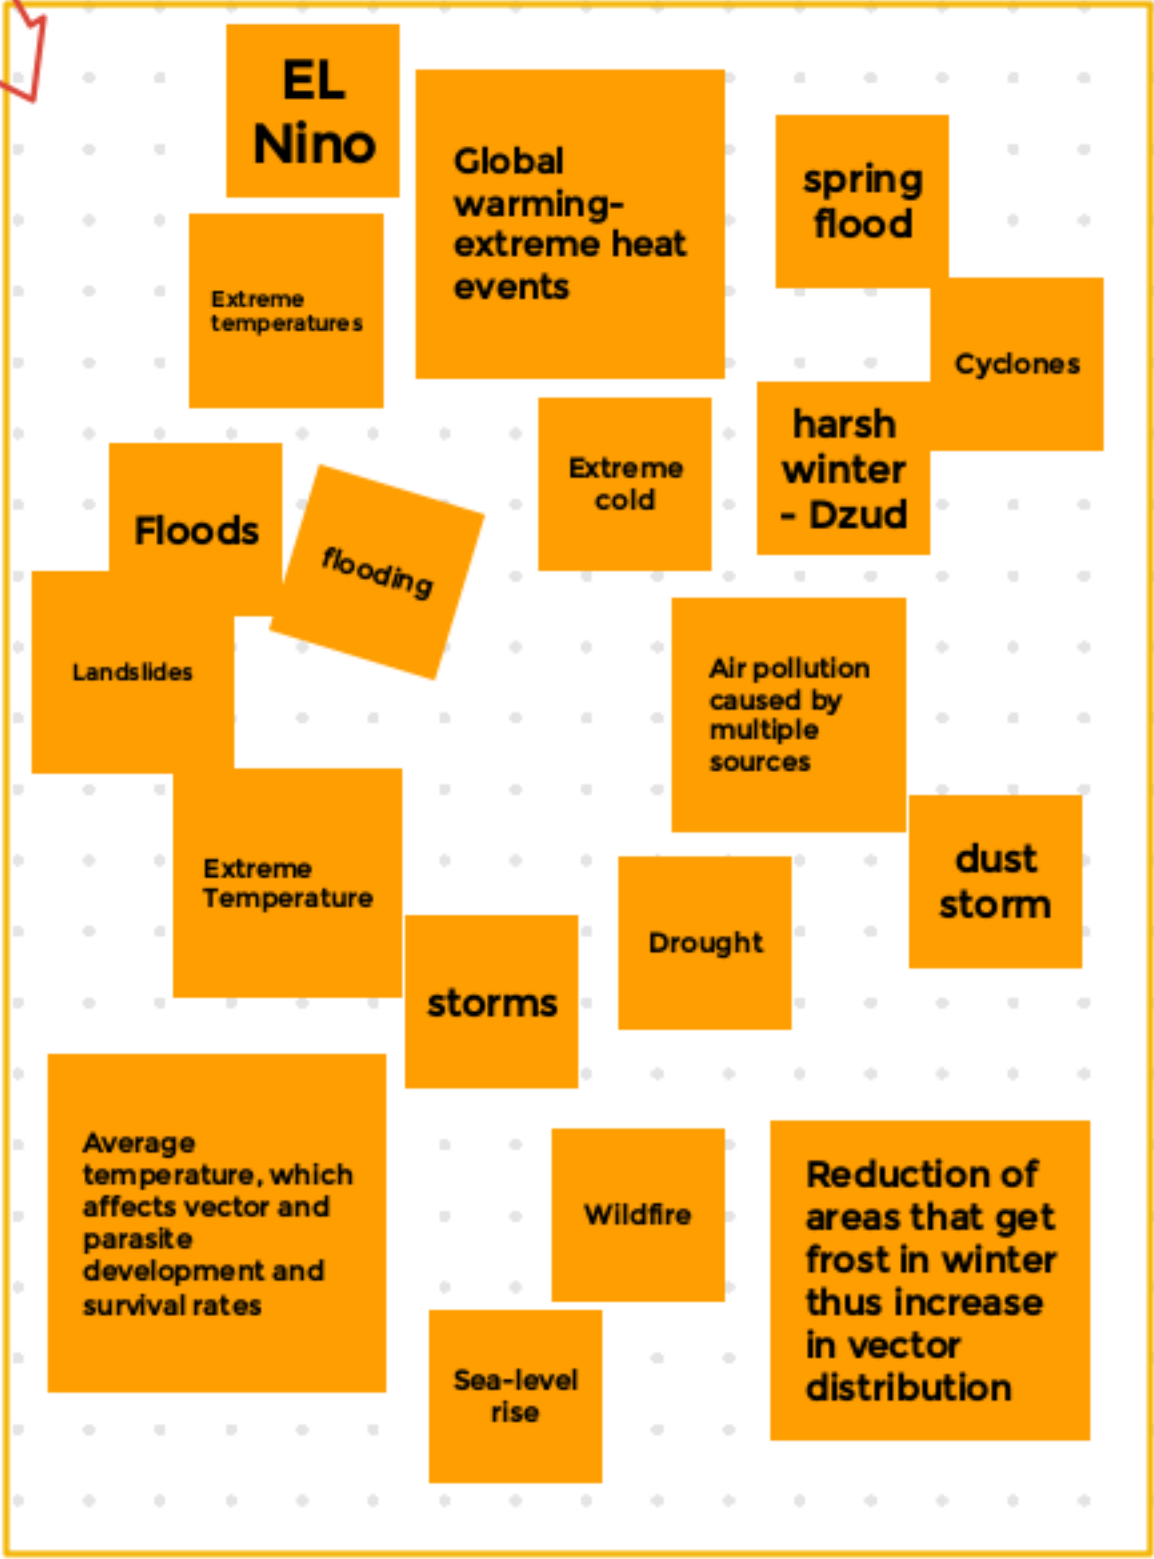 EL
Nino
Global
warming-
extreme heat
events
spring
flood
Extreme
temperatures
Cyclones
Extreme
cold
harsh
winter
- Dzud
Floods
flooding
Landslides
Air pollution
caused by
multiple
sources
Extreme
Temperature
dust
storm
Drought
storms
Average
temperature, which
affects vector and
parasite
development and
survival rates
Wildfire
Reduction of
areas that get
frost in winter
thus increase
in vector
distribution
Sea-level
rise